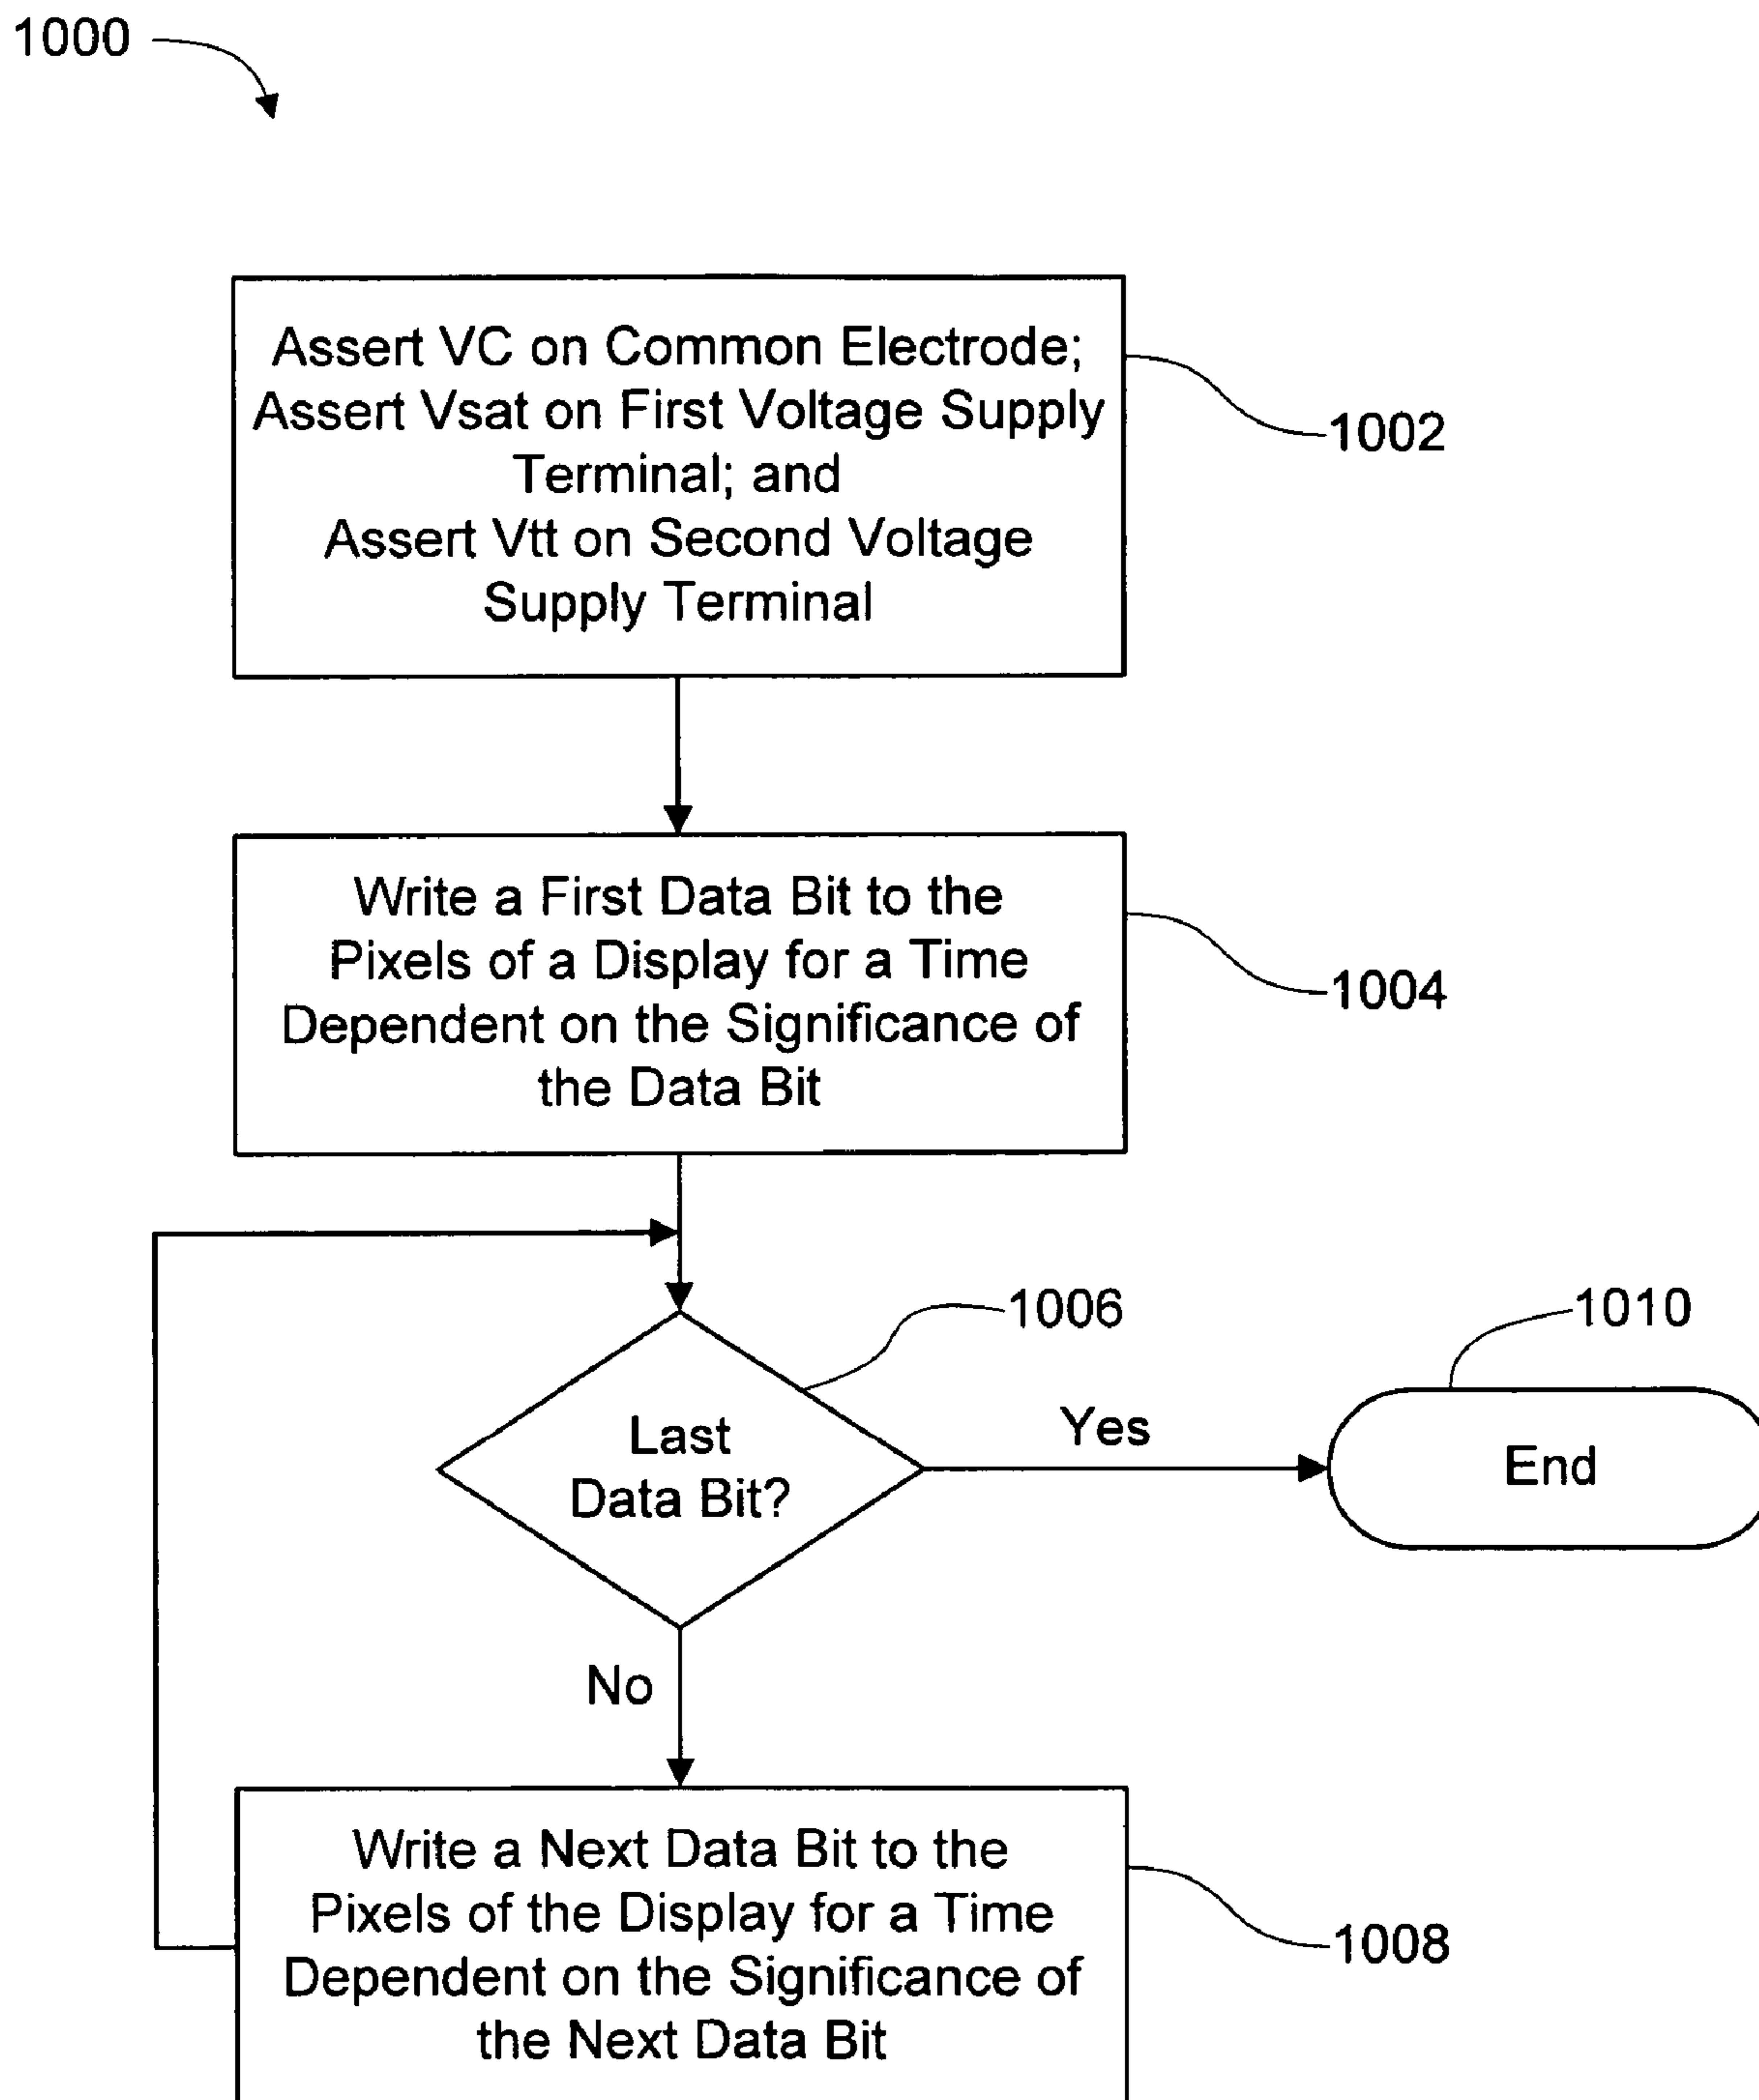 1000
Assert VC on Common Electrode;
Assert Vsat on First Voltage Supply
Terminal; and
Assert Vtt on Second Voltage
Supply Terminal
1002
Write a First Data Bit to the
Pixels of a Display for a Time
Dependent on the Significance of
the Data Bit
1004
1006
1010
Last
Data Bit?
Yes
End
No
Write a Next Data Bit to the
Pixels of the Display for a Time
Dependent on the Significance of
the Next Data Bit
1008